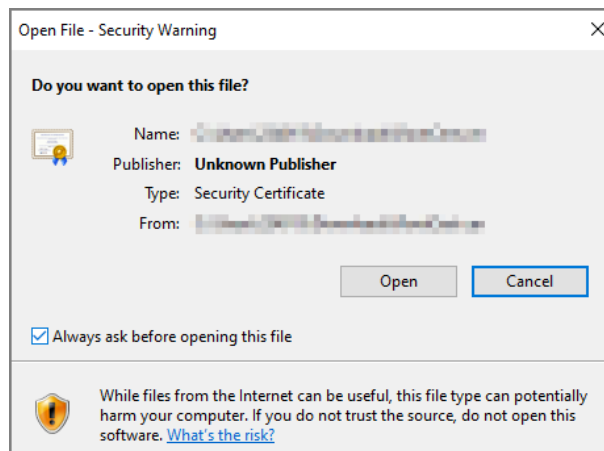 Open File - Security Warning
Do you want to open this file?
Name:
Publisher: Unknown Publisher
Type: Security Certificate
From:
Open Cancel
Always ask before opening this file
While files from the Internet can be useful, this file type can potentially
harm your computer. If you do not trust the source, do not open this
software. What's the risk?